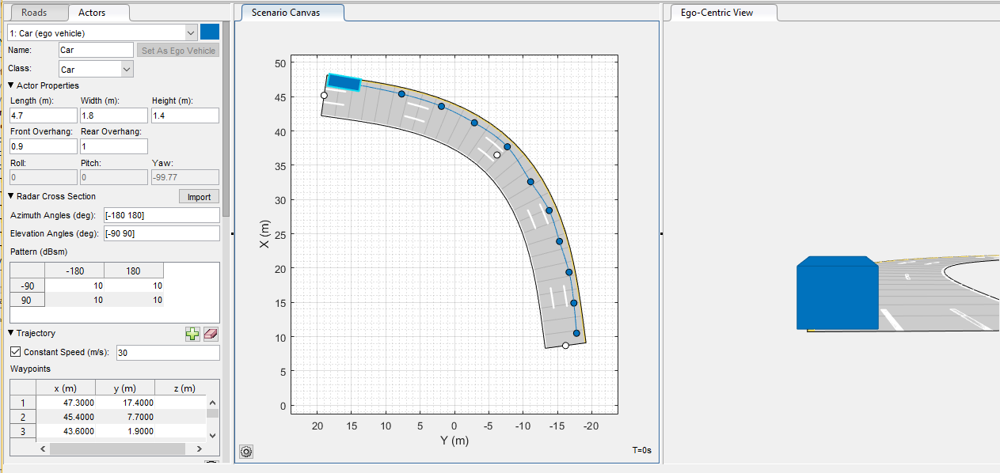 Roads Actors
1: Car (ego vehicle)
Name: Car Set As Ego Vehicle
Class: Car
▼ Actor Properties
Length (m): Width (m): Height (m):
4.7 1.8 1.4
Front Overhang: Rear Overhang:
0.9 1
Roll: Pitch: Yaw:
0 0 -99.77
▼ Radar Cross Section Import
Azimuth Angles (deg): [-180 180]
Elevation Angles (deg): [-90 90]
Pattern (dBsm)
-180 180
-90 10 10
90 10 10
▼ Trajectory
Constant Speed (m/s): 30
Waypoints
x (m) y (m) z (m)
1 47.3000 17.4000
2 45.4000 7.7000
3 43.6000 1.9000
Scenario Canvas
50
45
40
35
30
25
20
15
10
5
0
X (m)
20 15 10 5 0 -5 -10 -15 -20
Y (m)
T=0s
Ego-Centric View